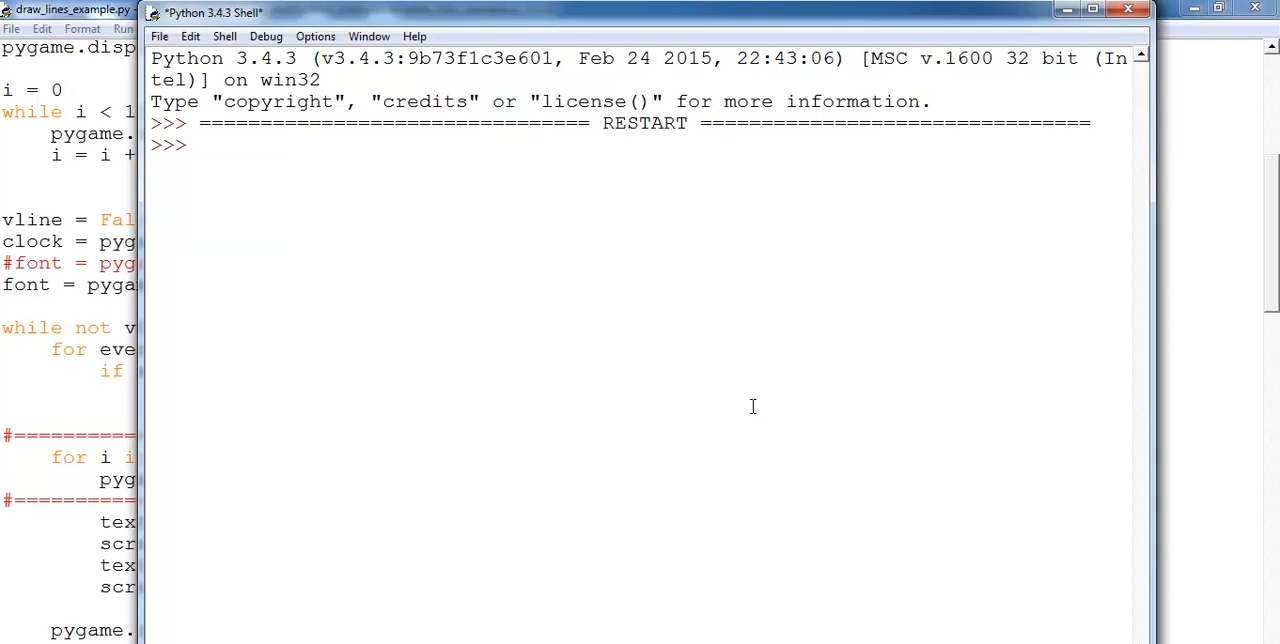 draw_lines_example.py -
*Python 3.4.3 Shell*
File Edit Format Run
File Edit Shell Debug Options Window Help
pygame.disp
i = 0
while i < 1
pygame.
i = i +
vline = Fal
clock = pyg
#font = pyg
font = pyga
while not v
for eve
if
#==========
for i i
pyg
#==========
tex
scr
tex
scr
pygame.
Python 3.4.3 (v3.4.3:9b73f1c3e601, Feb 24 2015, 22:43:06) [MSC v.1600 32 bit (In
tel)] on win32
Type "copyright", "credits" or "license()" for more information.
>>> ================================ RESTART ================================
>>>